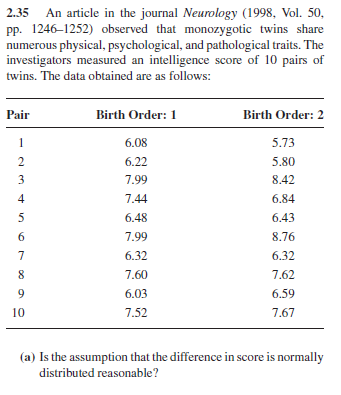 2.35 An article in the journal Neurology (1998, Vol. 50,
pp. 1246–1252) observed that monozygotic twins share
numerous physical, psychological, and pathological traits. The
investigators measured an intelligence score of 10 pairs of
twins. The data obtained are as follows:
Pair Birth Order: 1 Birth Order: 2
1 6.08 5.73
2 6.22 5.80
3 7.99 8.42
4 7.44 6.84
5 6.48 6.43
6 7.99 8.76
7 6.32 6.32
8 7.60 7.62
9 6.03 6.59
10 7.52 7.67
(a) Is the assumption that the difference in score is normally
distributed reasonable?